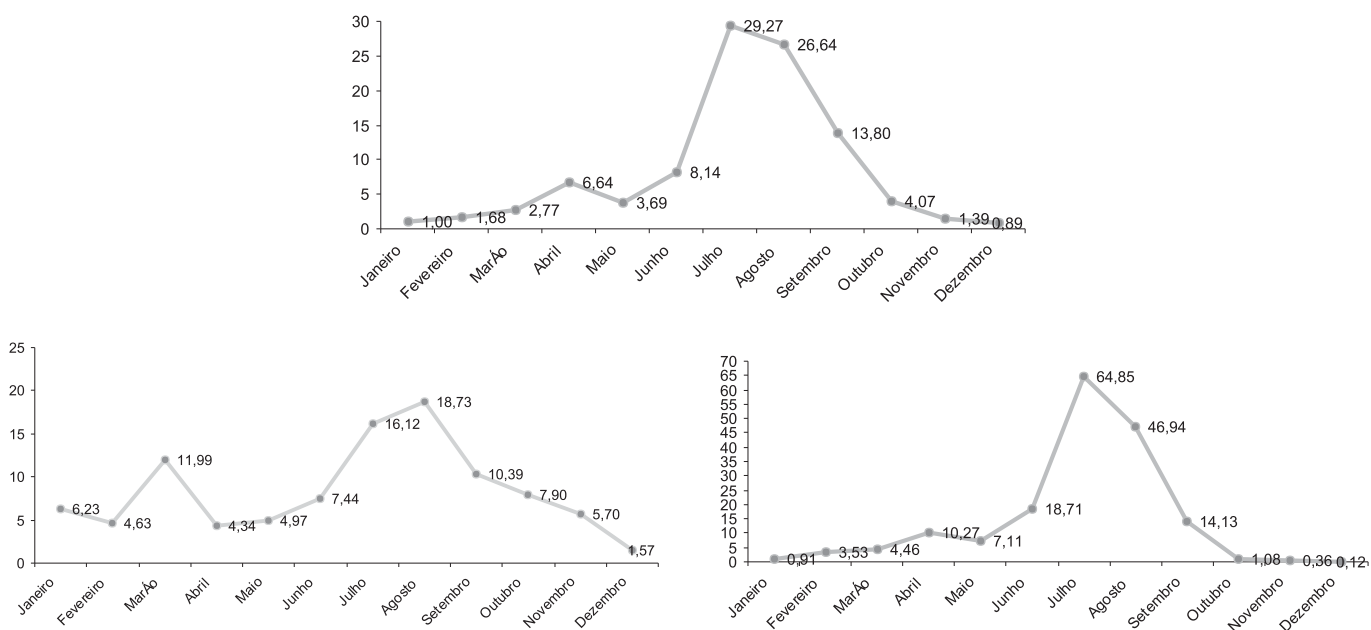 30
25
20
15
10
5
0
1,00
1,68
2,77
6,64
3,69
8,14
29,27
26,64
13,80
4,07
1,39
0,89
Janeiro
Fevereiro
MarÁo
Abril
Maio
Junho
Julho
Agosto
Setembro
Outubro
Novembro
Dezembro
25
20
15
10
5
0
6,23
4,63
11,99
4,34
4,97
7,44
16,12
18,73
10,39
7,90
5,70
1,57
Janeiro
Fevereiro
MarÁo
Abril
Maio
Junho
Julho
Agosto
Setembro
Outubro
Novembro
Dezembro
70
65
60
55
50
45
40
35
30
25
20
15
10
5
0
0,91
3,53
4,46
10,27
7,11
18,71
64,85
46,94
14,13
1,08
0,36
0,12
Janeiro
Fevereiro
MarÁo
Abril
Maio
Junho
Julho
Agosto
Setembro
Outubro
Novembro
Dezembro